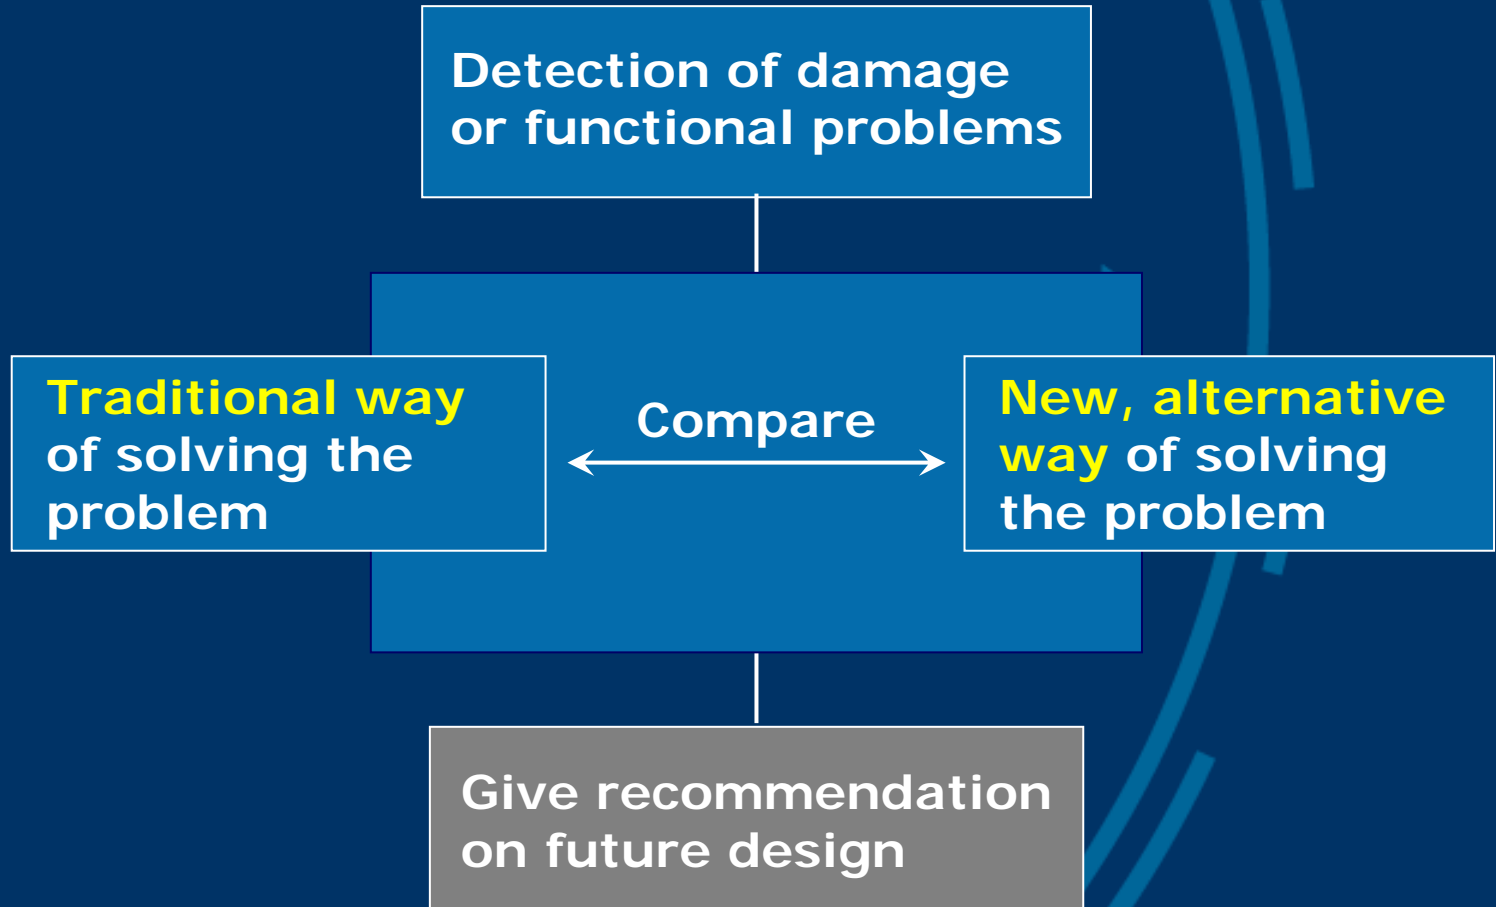 Detection of damage
or functional problems
Traditional way
of solving the
problem
Compare
New, alternative
way of solving
the problem
Give recommendation
on future design